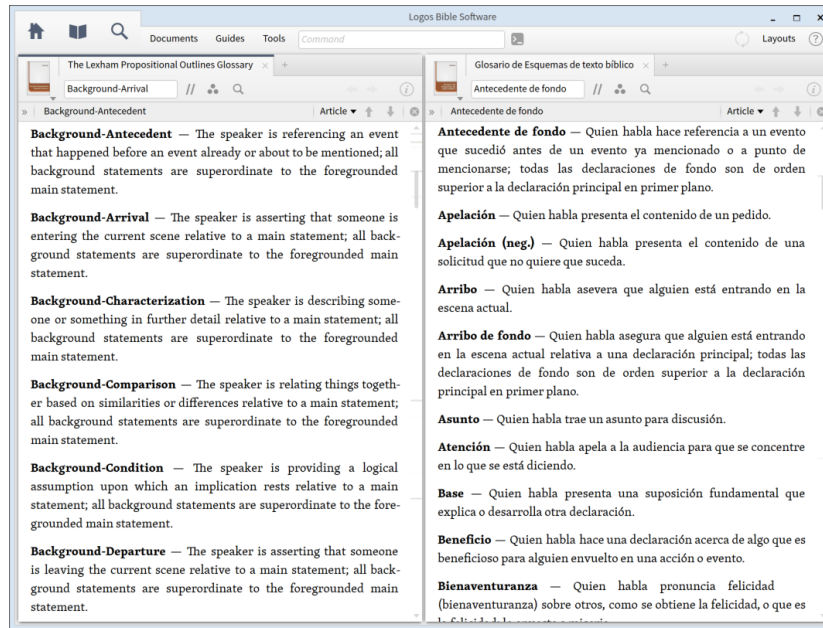 Logos Bible Software
Documents Guides Tools Command Layouts
The Lexham Propositional Outlines Glossary
Background-Arrival
Background-Antecedent Article
Background-Antecedent — The speaker is referencing an event
that happened before an event already or about to be mentioned; all
background statements are superordinate to the foregrounded
main statement.
Background-Arrival — The speaker is asserting that someone is
entering the current scene relative to a main statement; all back-
ground statements are superordinate to the foregrounded main
statement.
Background-Characterization — The speaker is describing some-
one or something in further detail relative to a main statement; all
background statements are superordinate to the foregrounded
main statement.
Background-Comparison — The speaker is relating things togeth-
er based on similarities or differences relative to a main statement;
all background statements are superordinate to the foregrounded
main statement.
Background-Condition — The speaker is providing a logical
assumption upon which an implication rests relative to a main
statement; all background statements are superordinate to the fore-
grounded main statement.
Background-Departure — The speaker is asserting that someone
is leaving the current scene relative to a main statement; all back-
ground statements are superordinate to the foregrounded main
statement.
Glosario de Esquemas de texto bíblico
Antecedente de fondo
Antecedente de fondo Article
Antecedente de fondo — Quien habla hace referencia a un evento
que sucedió antes de un evento ya mencionado o a punto de
mencionarse; todas las declaraciones de fondo son de orden
superior a la declaración principal en primer plano.
Apelación — Quien habla presenta el contenido de un pedido.
Apelación (neg.) — Quien habla presenta el contenido de una
solicitud que no quiere que suceda.
Arribo — Quien habla asevera que alguien está entrando en la
escena actual.
Arribo de fondo — Quien habla asegura que alguien está entrando
en la escena actual relativa a una declaración principal; todas las
declaraciones de fondo son de orden superior a la declaración
principal en primer plano.
Asunto — Quien habla trae un asunto para discusión.
Atención — Quien habla apela a la audiencia para que se concentre
en lo que se está diciendo.
Base — Quien habla presenta una suposición fundamental que
explica o desarrolla otra declaración.
Beneficio — Quien habla hace una declaración acerca de algo que es
beneficioso para alguien envuelto en una acción o evento.
Bienaventuranza — Quien habla pronuncia felicidad
(bienaventuranza) sobre otros, como se obtiene la felicidad, o que es